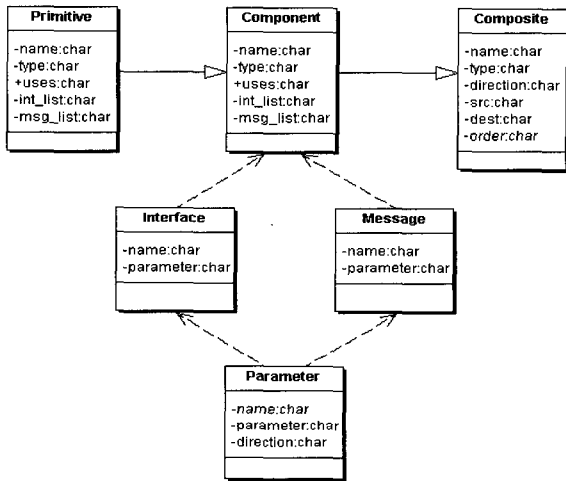 Primitive
-name:char
-type:char
+uses:char
-int_list:char
-msg_list:char
Component
-name:char
-type:char
+uses:char
-int_list:char
-msg_list:char
Composite
-name:char
-type:char
-direction:char
-src:char
-dest:char
-order:char
Interface
-name:char
-parameter:char
Message
-name:char
-parameter:char
Parameter
-name:char
-parameter:char
-direction:char